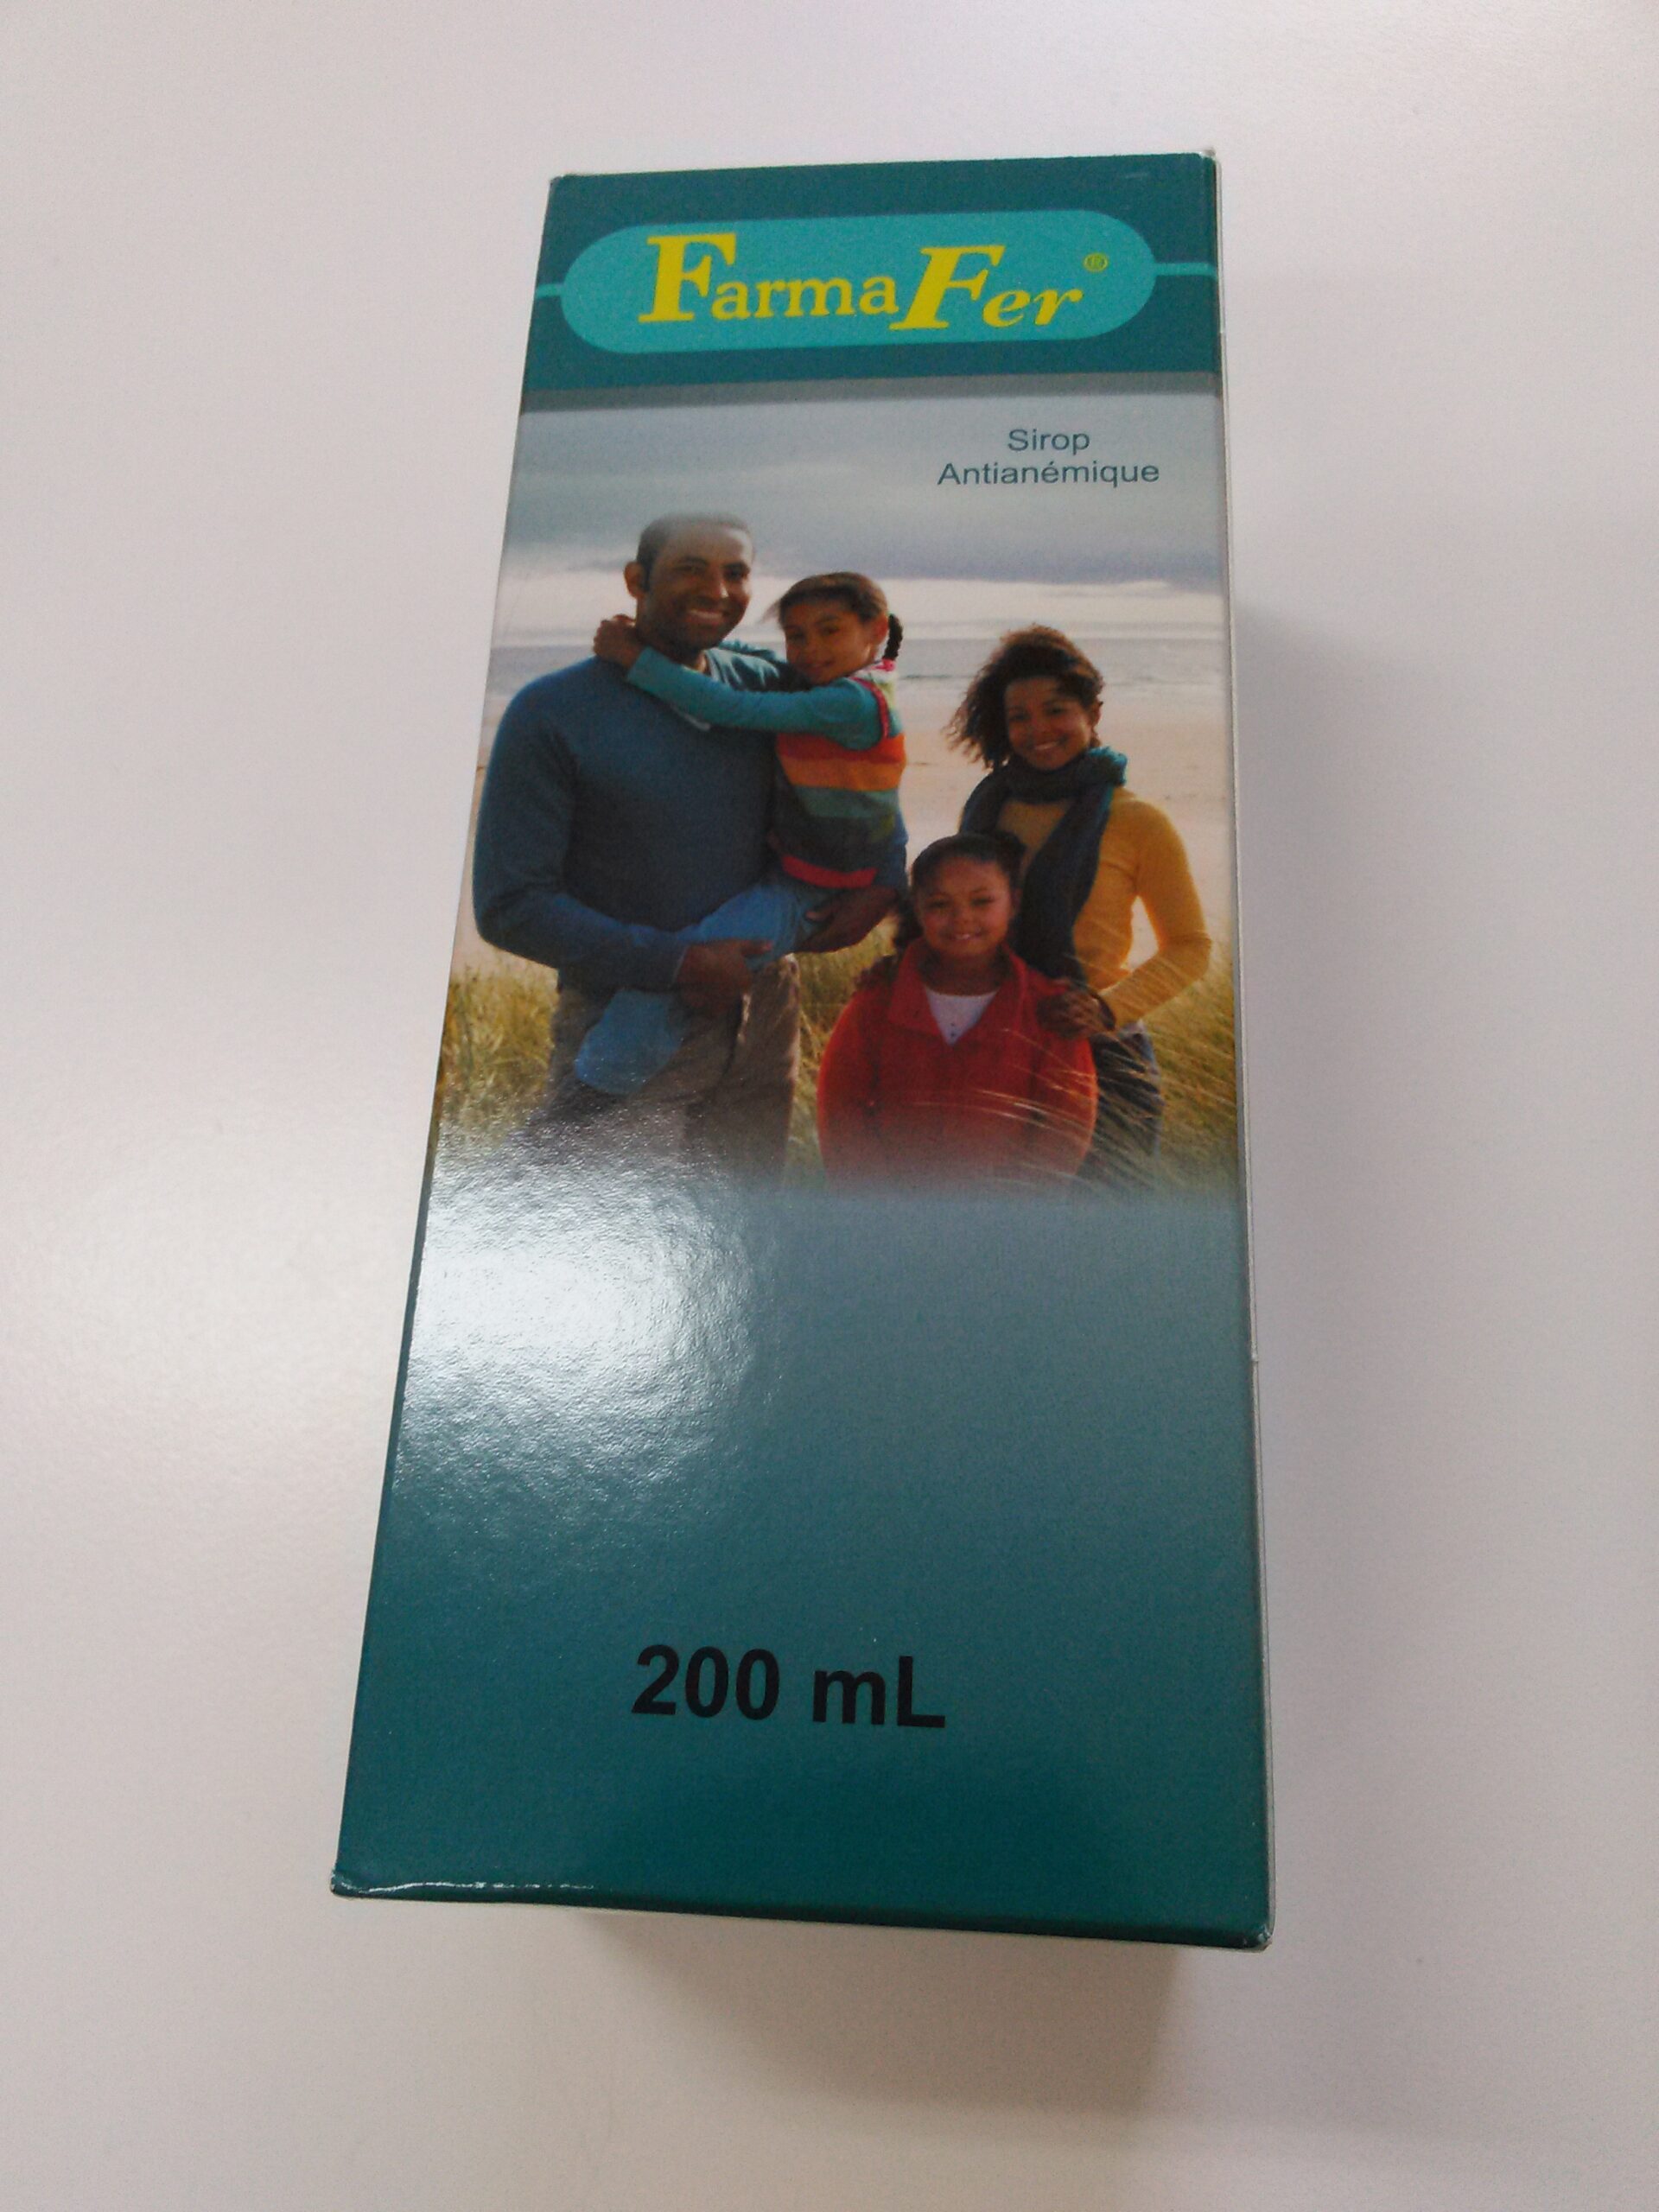 FarmaFer®
Sirop
Antianémique
200 mL